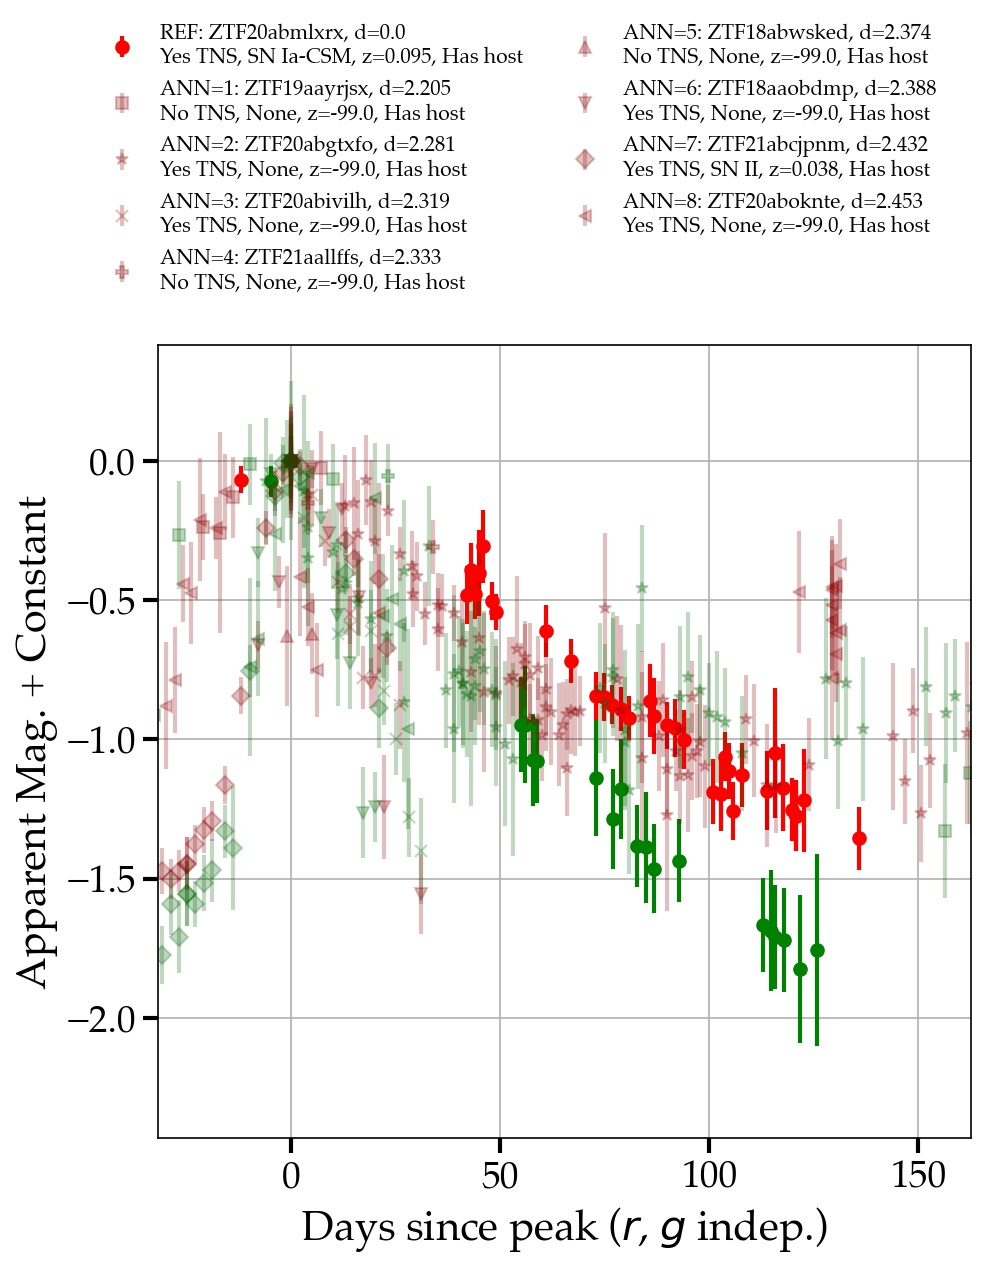 REF: ZTF20abmlxrx, d=0.0
Yes TNS, SN Ia-CSM, z=0.095, Has host
ANN=1: ZTF19aayrjsx, d=2.205
No TNS, None, z=-99.0, Has host
ANN=2: ZTF20abgtxfo, d=2.281
Yes TNS, None, z=-99.0, Has host
ANN=3: ZTF20abivilh, d=2.319
Yes TNS, None, z=-99.0, Has host
ANN=4: ZTF21aallffs, d=2.333
No TNS, None, z=-99.0, Has host
ANN=5: ZTF18abwsked, d=2.374
No TNS, None, z=-99.0, Has host
ANN=6: ZTF18aaobdmp, d=2.388
Yes TNS, None, z=-99.0, Has host
ANN=7: ZTF21abcjpnm, d=2.432
Yes TNS, SN II, z=0.038, Has host
ANN=8: ZTF20aboknte, d=2.453
Yes TNS, None, z=-99.0, Has host
Apparent Mag. + Constant
0.0
−0.5
−1.0
−1.5
−2.0
0 50 100 150
Days since peak (r, g indep.)